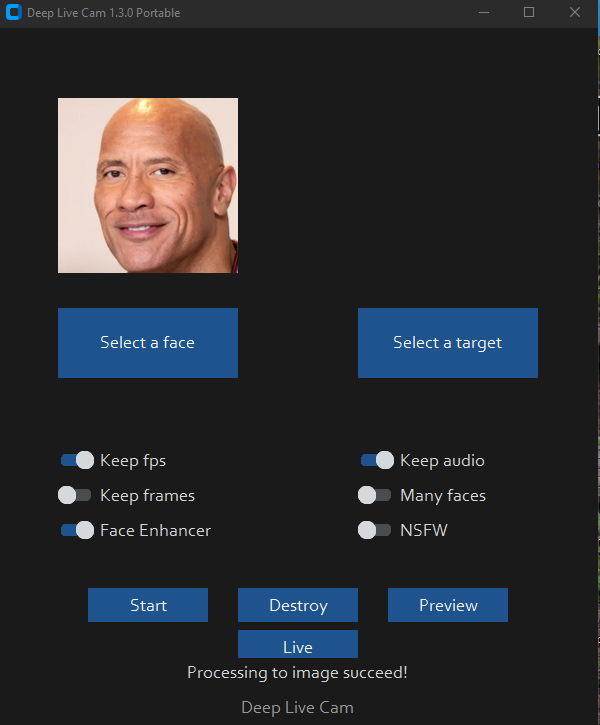 Deep Live Cam 1.3.0 Portable
Select a face
Select a target
Keep fps
Keep audio
Keep frames
Many faces
Face Enhancer
NSFW
Start
Destroy
Preview
Live
Processing to image succeed!
Deep Live Cam